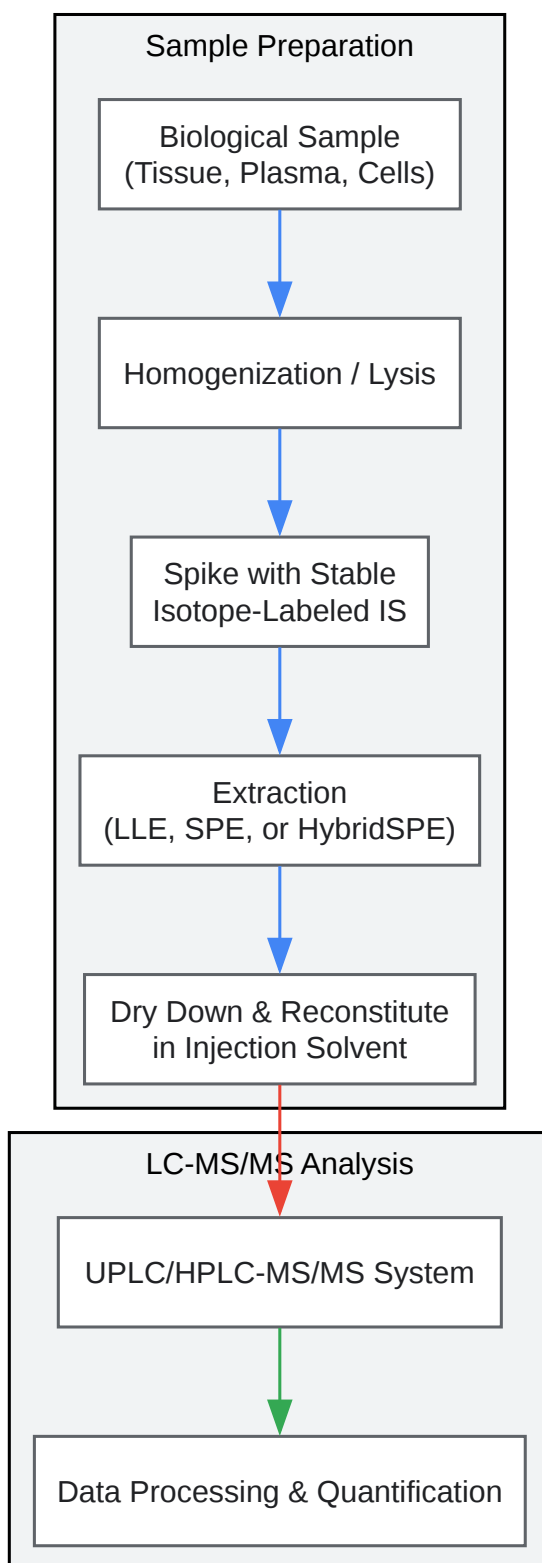 Sample Preparation
Biological Sample
(Tissue, Plasma, Cells)
Homogenization / Lysis
Spike with Stable
Isotope-Labeled IS
Extraction
(LLE, SPE, or HybridSPE)
Dry Down & Reconstitute
in Injection Solvent
LC-MS/MS Analysis
UPLC/HPLC-MS/MS System
Data Processing & Quantification